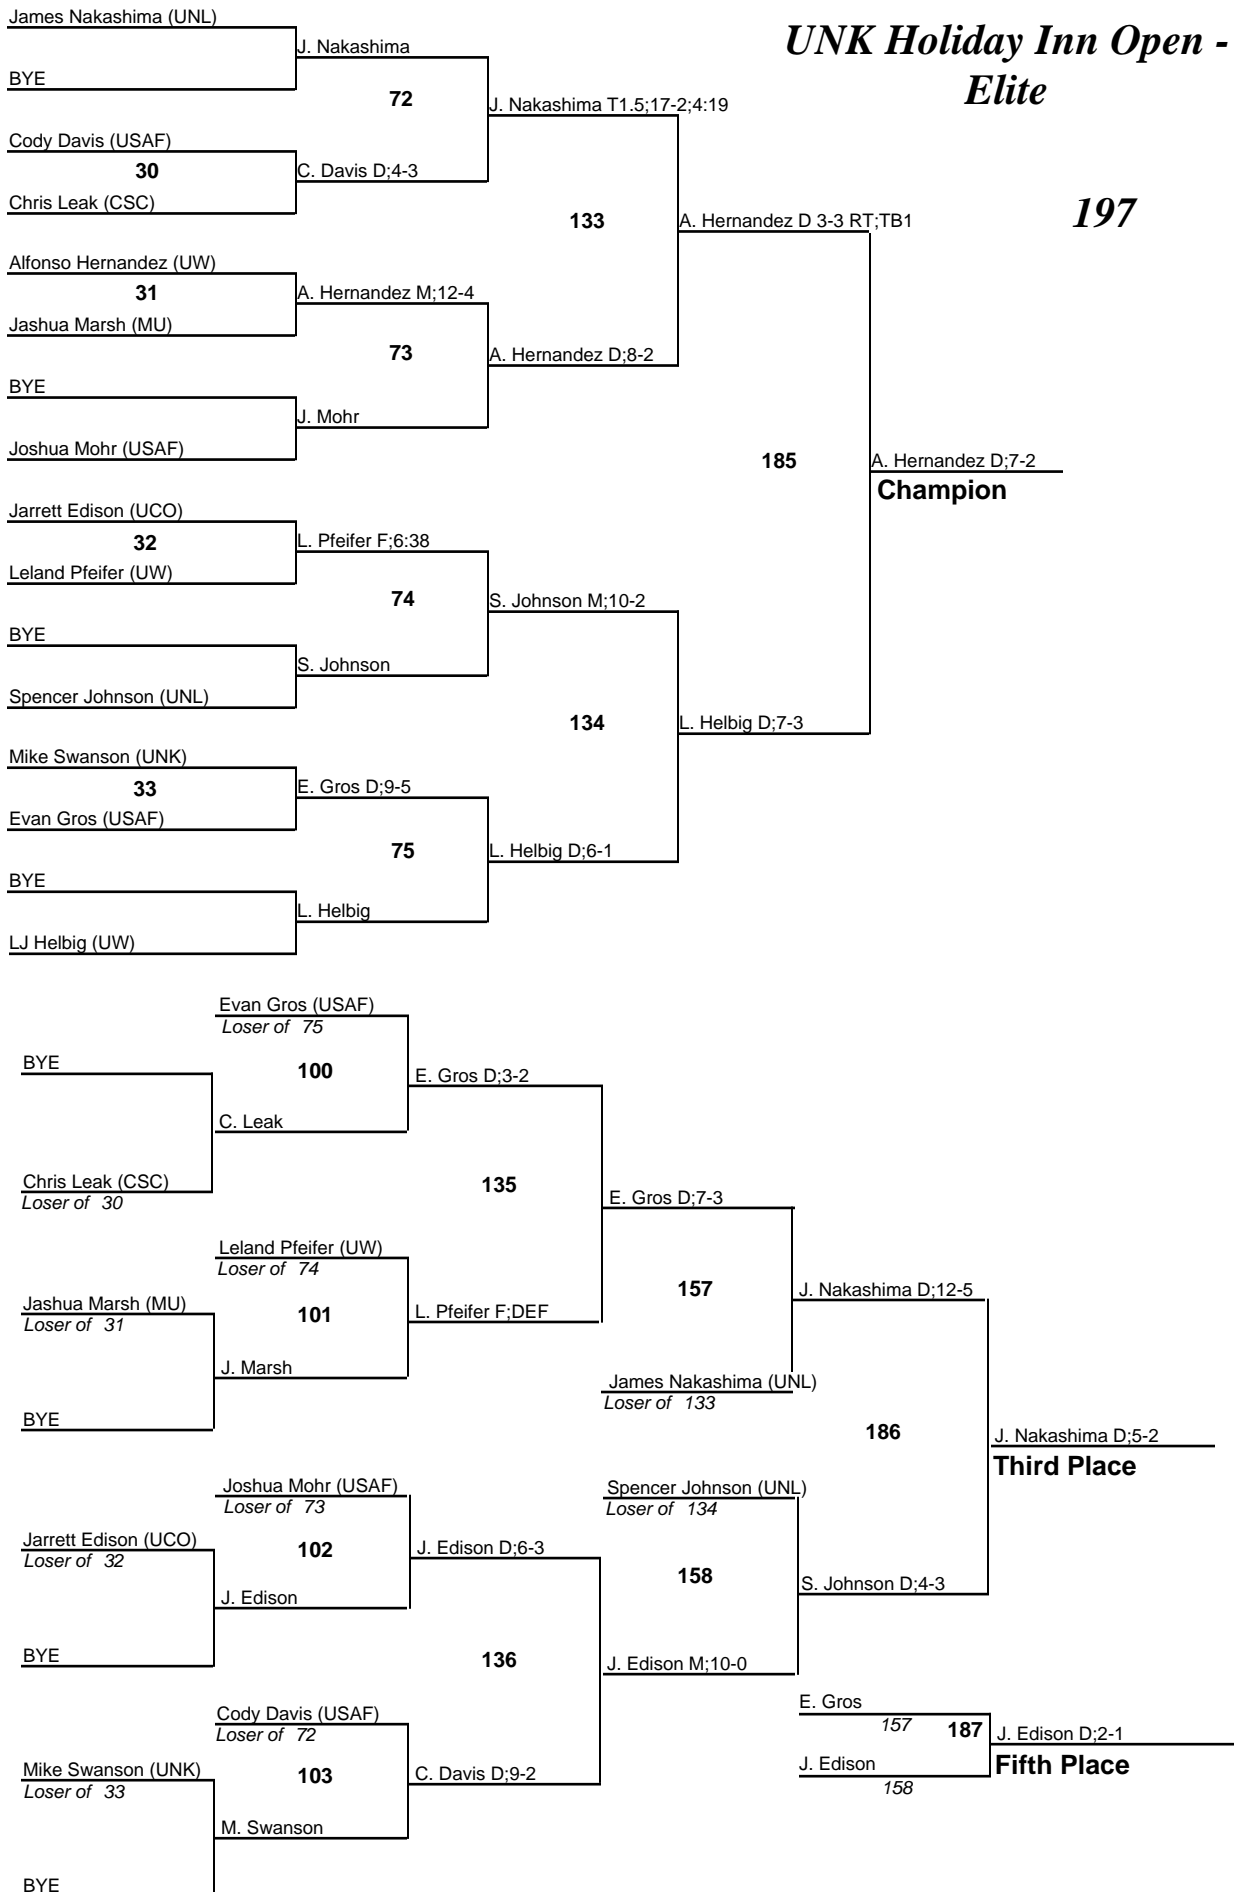 James Nakashima (UNL)
UNK Holiday Inn Open -
Elite
J. Nakashima
BYE
72
J. Nakashima T1.5;17-2;4:19
Cody Davis (USAF)
30
C. Davis D;4-3
Chris Leak (CSC)
133
A. Hernandez D 3-3 RT;TB1
197
Alfonso Hernandez (UW)
31
A. Hernandez M;12-4
Jashua Marsh (MU)
73
A. Hernandez D;8-2
BYE
J. Mohr
Joshua Mohr (USAF)
185
A. Hernandez D;7-2
Champion
Jarrett Edison (UCO)
32
L. Pfeifer F;6:38
Leland Pfeifer (UW)
74
S. Johnson M;10-2
BYE
S. Johnson
Spencer Johnson (UNL)
134
L. Helbig D;7-3
Mike Swanson (UNK)
33
E. Gros D;9-5
Evan Gros (USAF)
75
L. Helbig D;6-1
BYE
L. Helbig
LJ Helbig (UW)
Evan Gros (USAF)
Loser of 75
BYE
100
E. Gros D;3-2
C. Leak
Chris Leak (CSC)
Loser of 30
135
E. Gros D;7-3
Leland Pfeifer (UW)
Loser of 74
Jashua Marsh (MU)
Loser of 31
101
L. Pfeifer F;DEF
157
J. Nakashima D;12-5
J. Marsh
James Nakashima (UNL)
Loser of 133
BYE
186
J. Nakashima D;5-2
Third Place
Joshua Mohr (USAF)
Loser of 73
Spencer Johnson (UNL)
Loser of 134
Jarrett Edison (UCO)
Loser of 32
102
J. Edison D;6-3
158
S. Johnson D;4-3
J. Edison
BYE
136
J. Edison M;10-0
Cody Davis (USAF)
Loser of 72
E. Gros
157
187
J. Edison D;2-1
Fifth Place
Mike Swanson (UNK)
Loser of 33
103
C. Davis D;9-2
J. Edison
158
M. Swanson
BYE